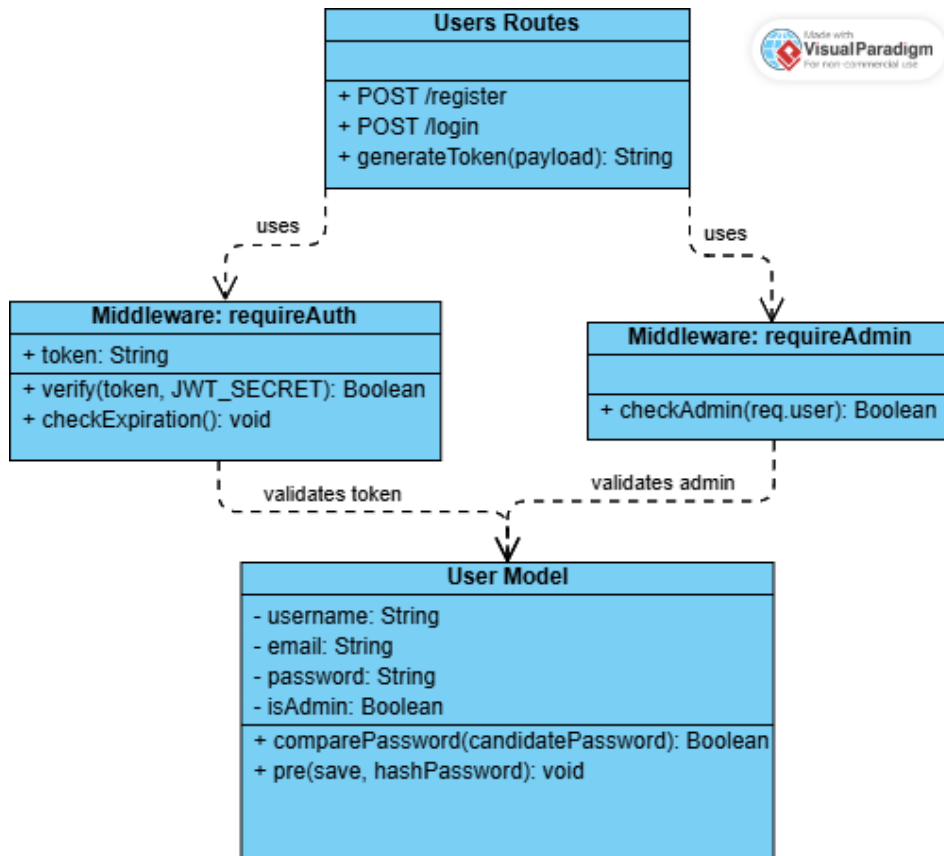 Users Routes
+ POST /register
+ POST /login
+ generateToken(payload): String
Made with
VisualParadigm
For non-commercial use
uses
uses
Middleware: requireAuth
+ token: String
+ verify(token, JWT_SECRET): Boolean
+ checkExpiration(): void
Middleware: requireAdmin
+ checkAdmin(req.user): Boolean
validates token
validates admin
User Model
- username: String
- email: String
- password: String
- isAdmin: Boolean
+ comparePassword(candidatePassword): Boolean
+ pre(save, hashPassword): void